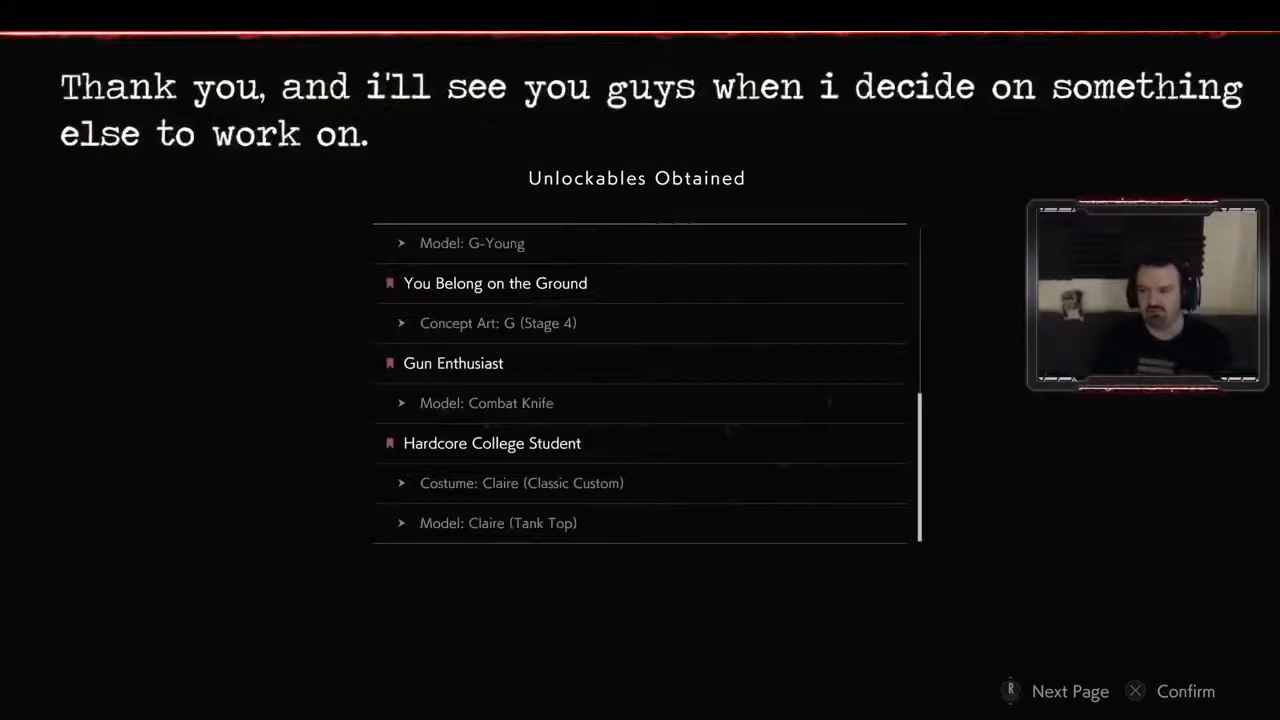 Thank you, and i'll see you guys when i decide on something
else to work on.
Unlockables Obtained
Model: G-Young
You Belong on the Ground
Concept Art: G (Stage 4)
Gun Enthusiast
Model: Combat Knife
Hardcore College Student
Costume: Claire (Classic Custom)
Model: Claire (Tank Top)
R Next Page Confirm